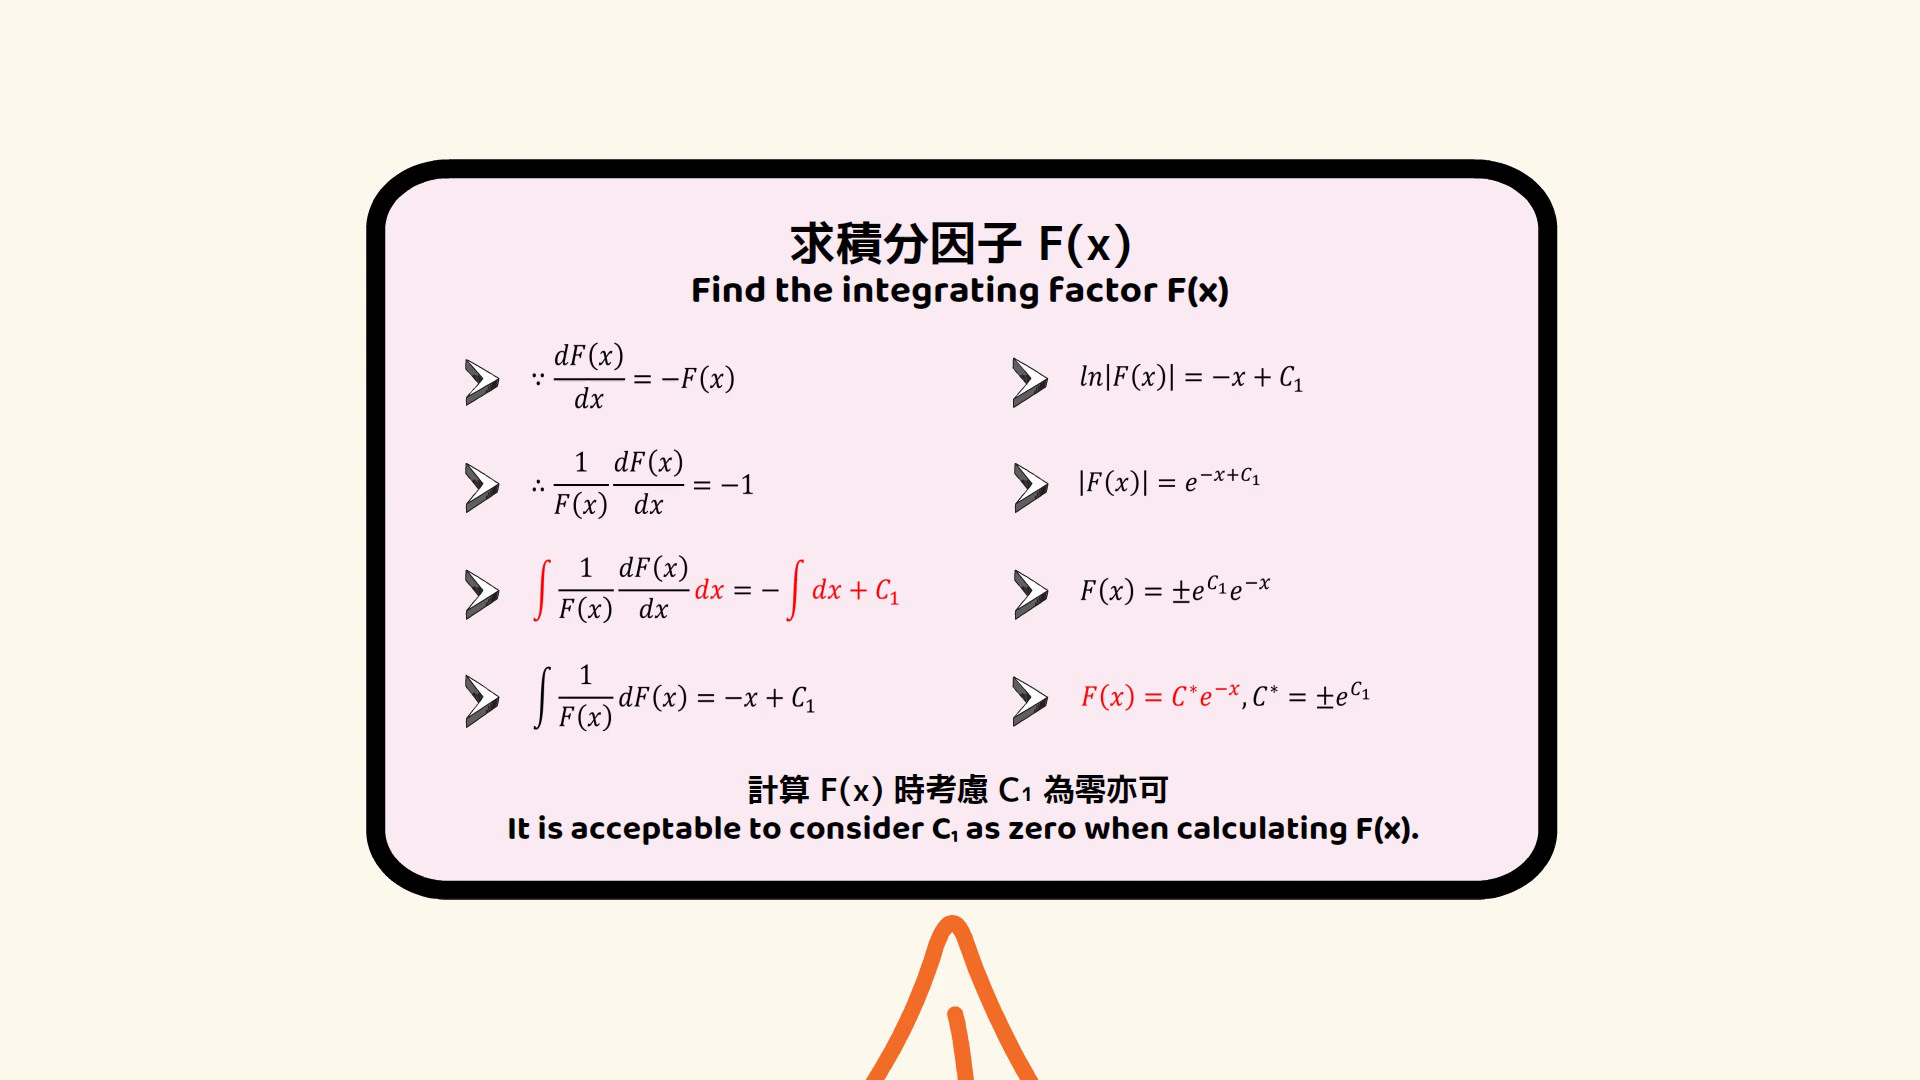 求積分因子 F(x)
Find the integrating factor F(x)
∵ dF(x)/dx = −F(x)
∴ 1/F(x) dF(x)/dx = −1
∫ 1/F(x) dF(x)/dx dx = −∫ dx + C₁
∫ 1/F(x) dF(x) = −x + C₁
ln|F(x)| = −x + C₁
|F(x)| = e^(−x+C₁)
F(x) = ±e^(C₁) e^(−x)
F(x) = C*e^(−x), C* = ±e^(C₁)
計算 F(x) 時考慮 C₁ 為零亦可
It is acceptable to consider C₁ as zero when calculating F(x).